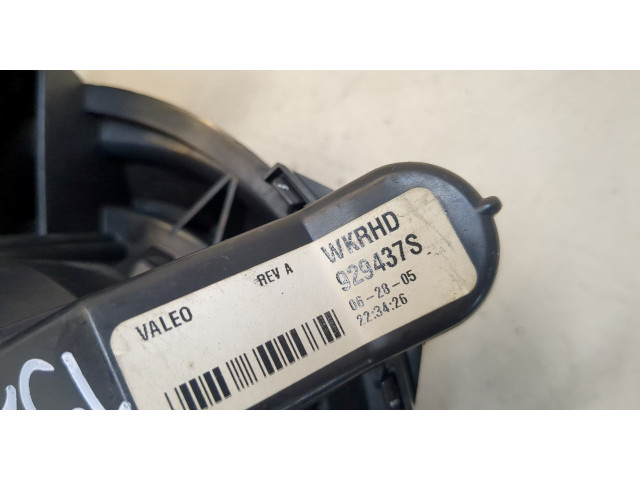 WKRHD
929437S
REV A
06-28-05
22:34:26
VALEO